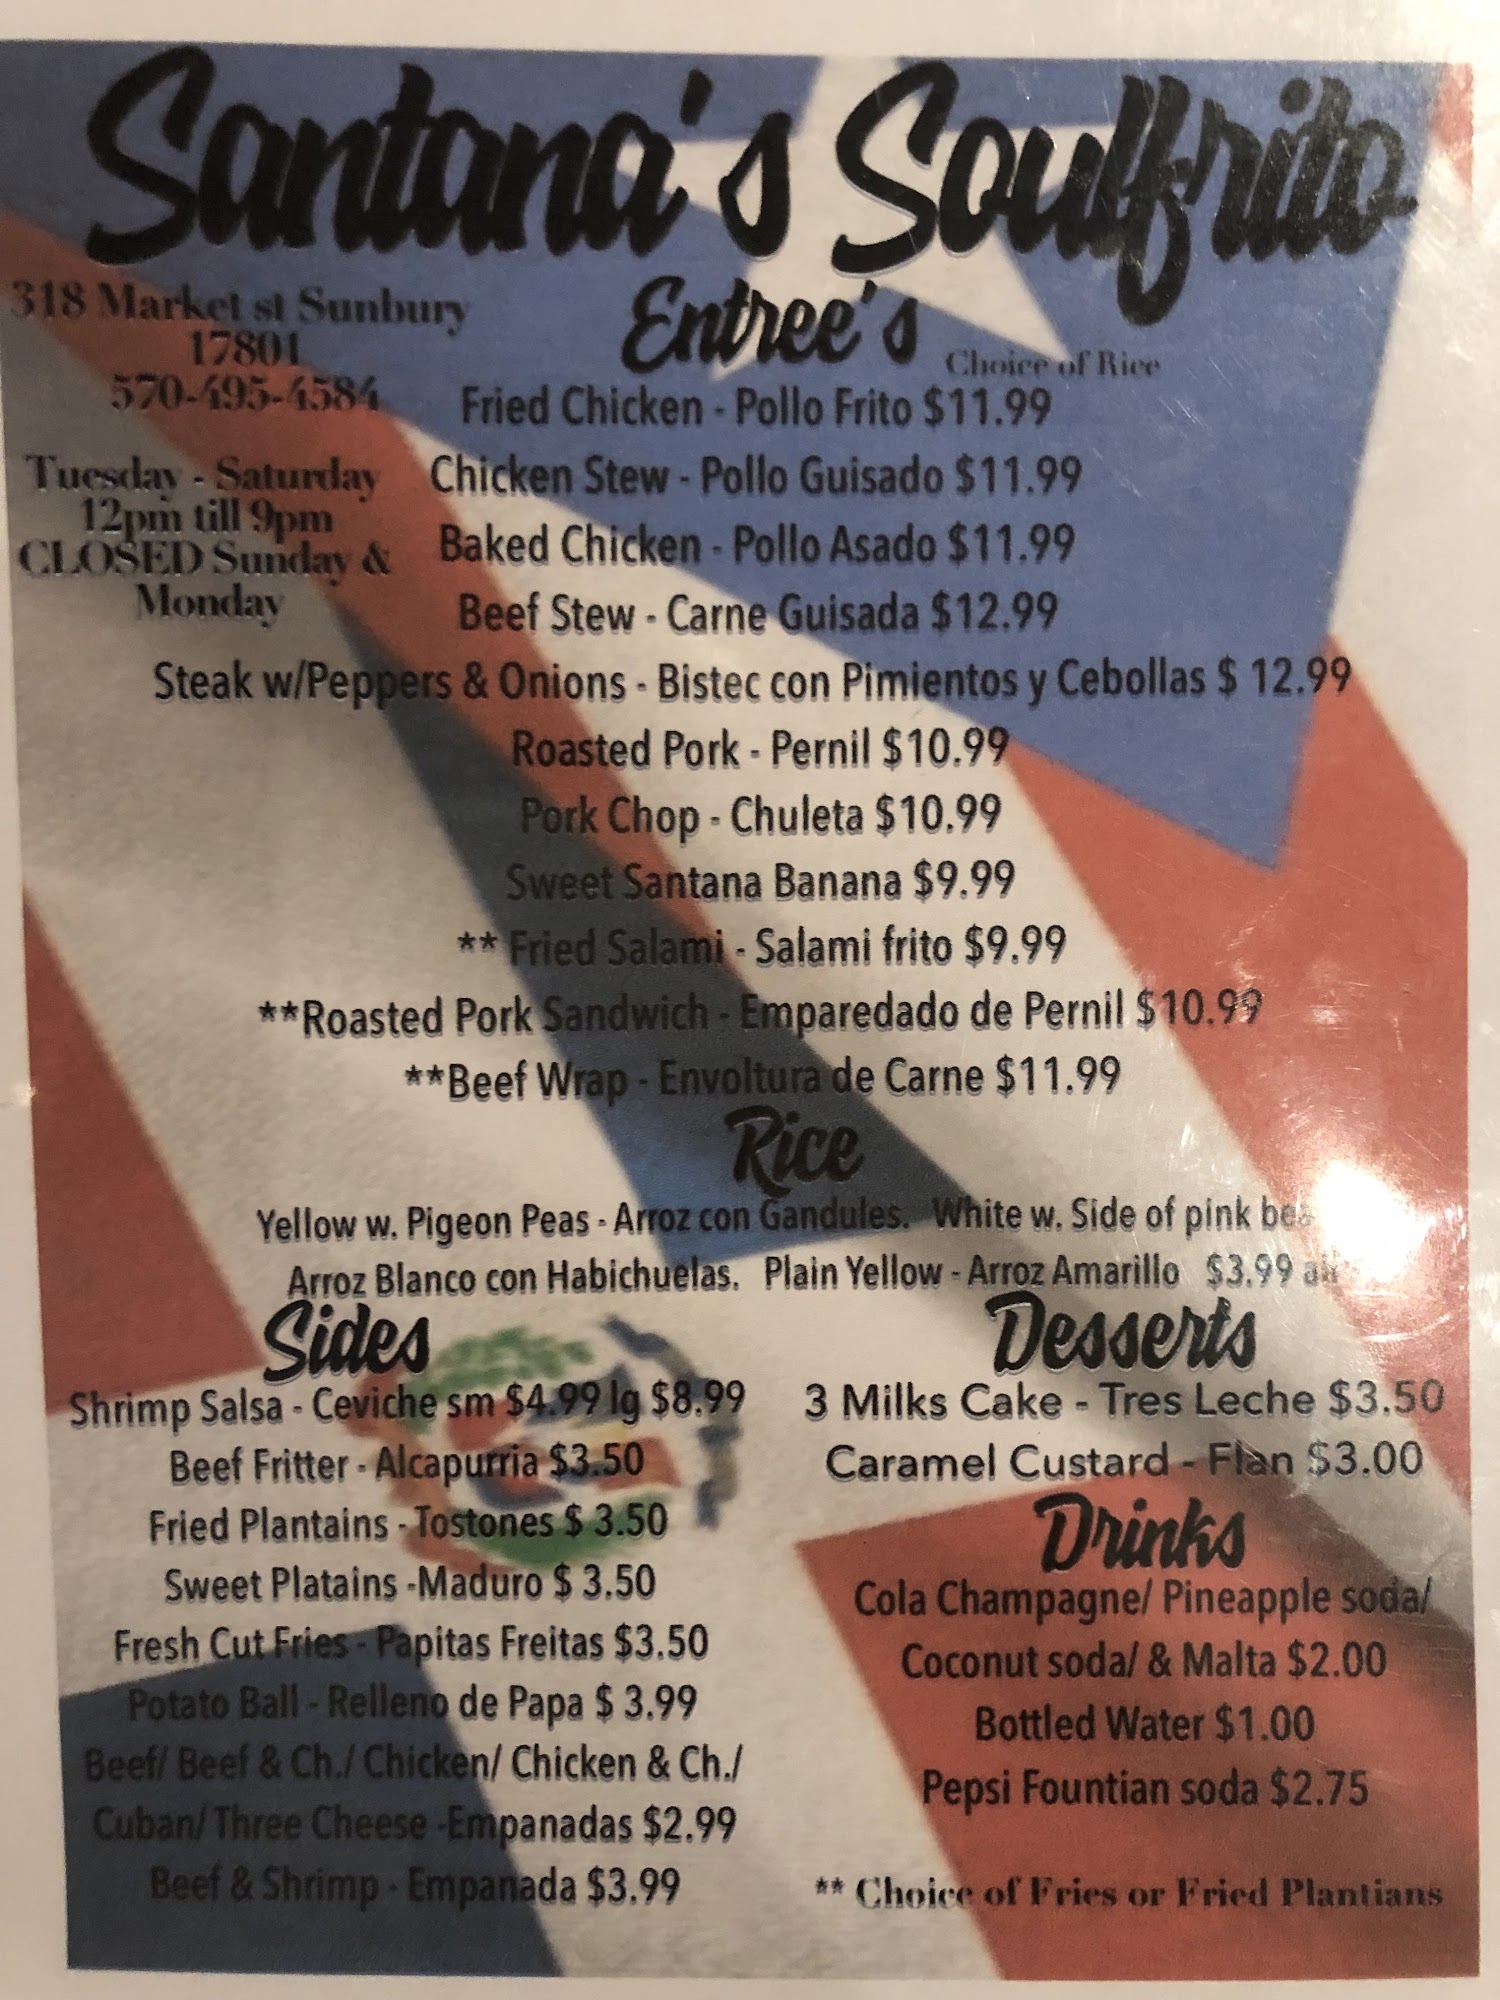 Santana's Soulfrito
318 Market st Sunbury
17801
570-495-4584
Tuesday - Saturday
12pm till 9pm
CLOSED Sunday &
Monday
Entree's
Choice of Rice
Fried Chicken - Pollo Frito $11.99
Chicken Stew - Pollo Guisado $11.99
Baked Chicken - Pollo Asado $11.99
Beef Stew - Carne Guisada $12.99
Steak w/Peppers & Onions - Bistec con Pimientos y Cebollas $ 12.99
Roasted Pork - Pernil $10.99
Pork Chop - Chuleta $10.99
Sweet Santana Banana $9.99
** Fried Salami - Salami frito $9.99
**Roasted Pork Sandwich - Emparedado de Pernil $10.99
**Beef Wrap - Envoltura de Carne $11.99
Rice
Yellow w. Pigeon Peas - Arroz con Gandules. White w. Side of pink
Arroz Blanco con Habichuelas. Plain Yellow - Arroz Amarillo $3.99
Sides
Shrimp Salsa - Ceviche sm $4.99 lg $8.99
Beef Fritter - Alcapurria $3.50
Fried Plantains - Tostones $ 3.50
Sweet Platains -Maduro $ 3.50
Fresh Cut Fries - Papitas Freitas $3.50
Potato Ball - Relleno de Papa $ 3.99
Beef/ Beef & Ch./ Chicken/ Chicken & Ch./
Cuban/ Three Cheese -Empanadas $2.99
Beef & Shrimp - Empanada $3.99
Desserts
3 Milks Cake - Tres Leche $3.50
Caramel Custard - Flan $3.00
Drinks
Cola Champagne/ Pineapple soda/
Coconut soda/ & Malta $2.00
Bottled Water $1.00
Pepsi Fountian soda $2.75
** Choice of Fries or Fried Plantians